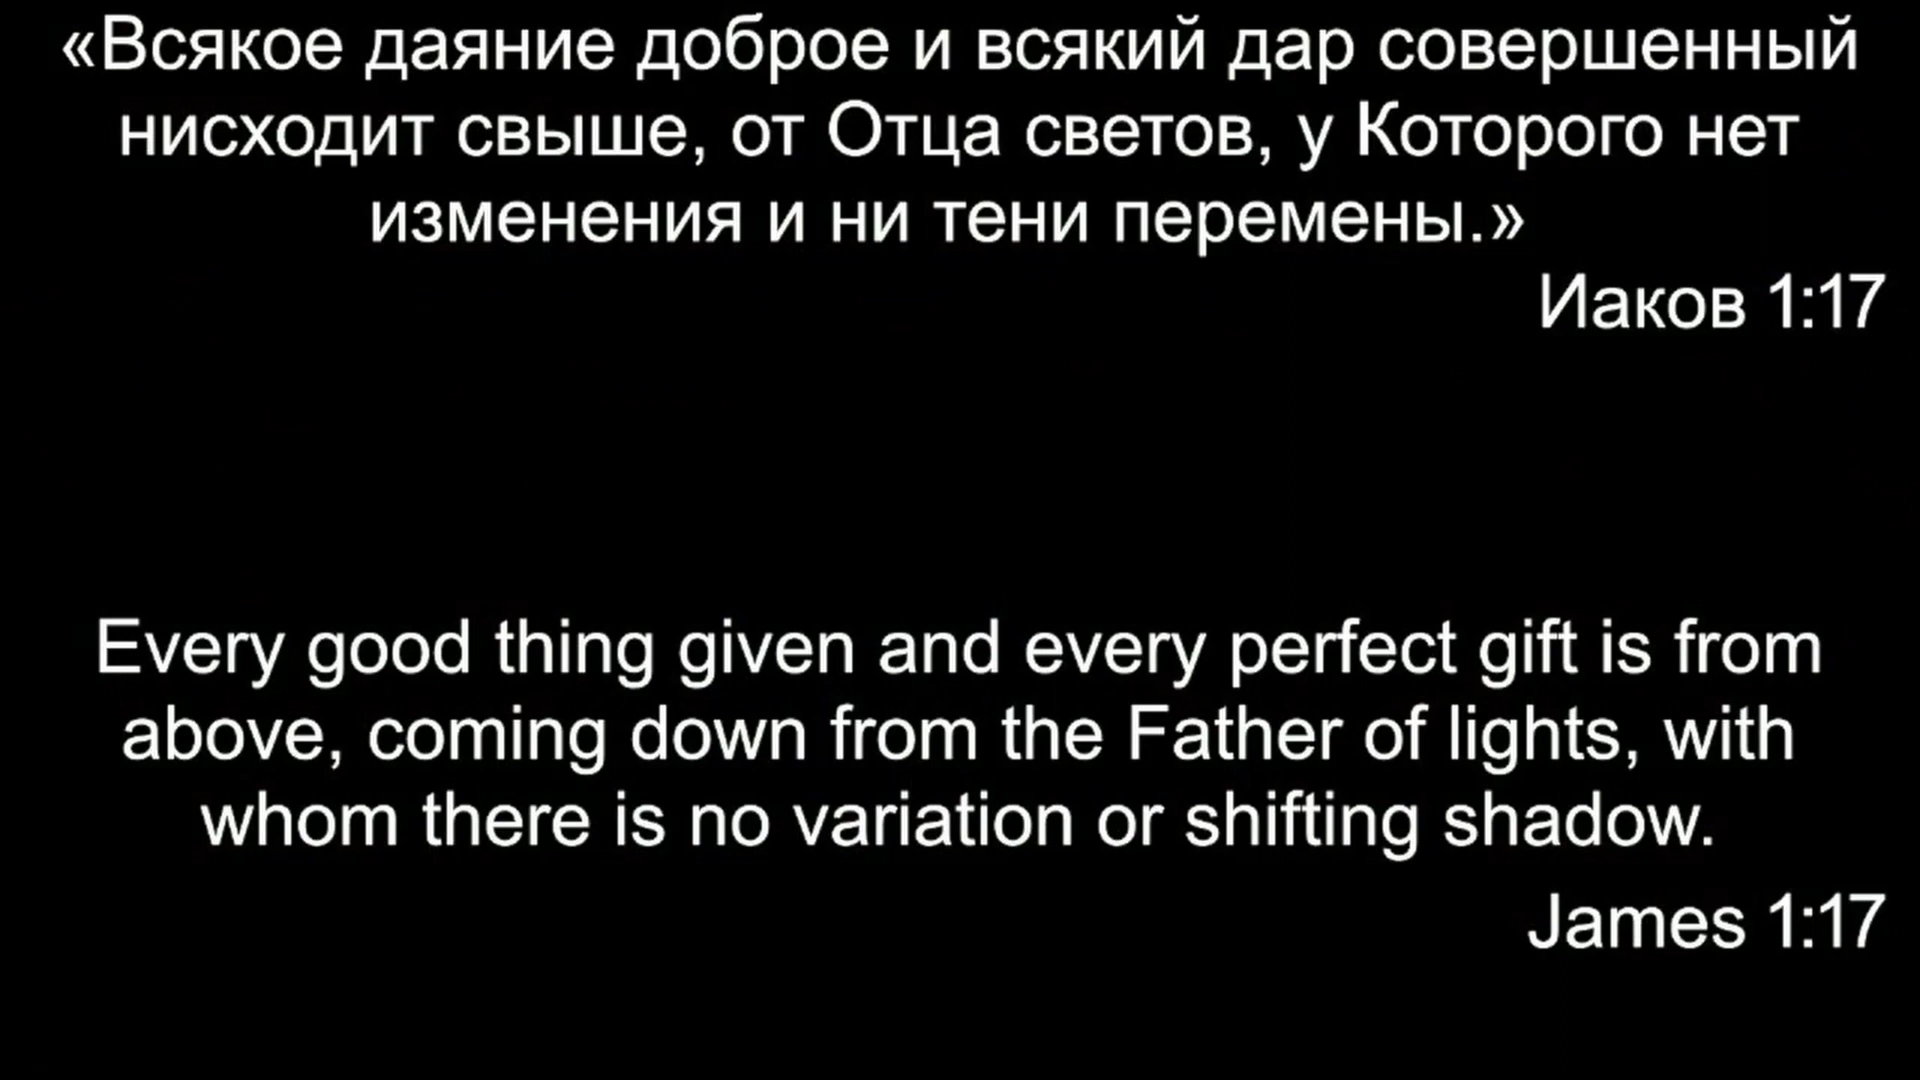 «Всякое даяние доброе и всякий дар совершенный
нисходит свыше, от Отца светов, у Которого нет
изменения и ни тени перемены.»
Иаков 1:17
Every good thing given and every perfect gift is from
above, coming down from the Father of lights, with
whom there is no variation or shifting shadow.
James 1:17